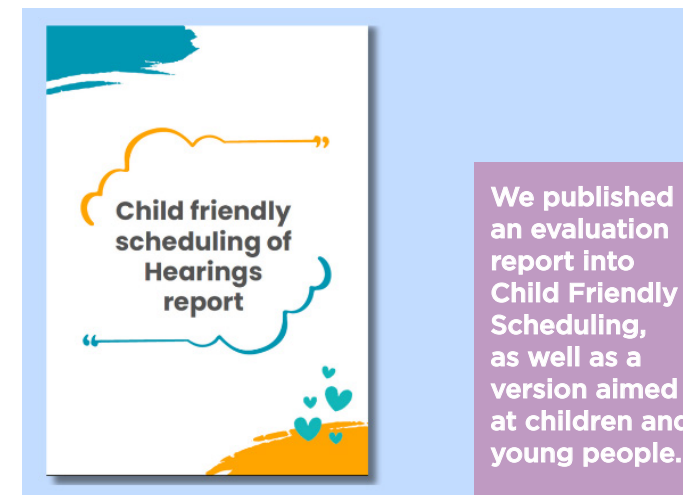 Child friendly
scheduling of
Hearings
report
We published
an evaluation
report into
Child Friendly
Scheduling,
as well as a
version aimed
at children and
young people.